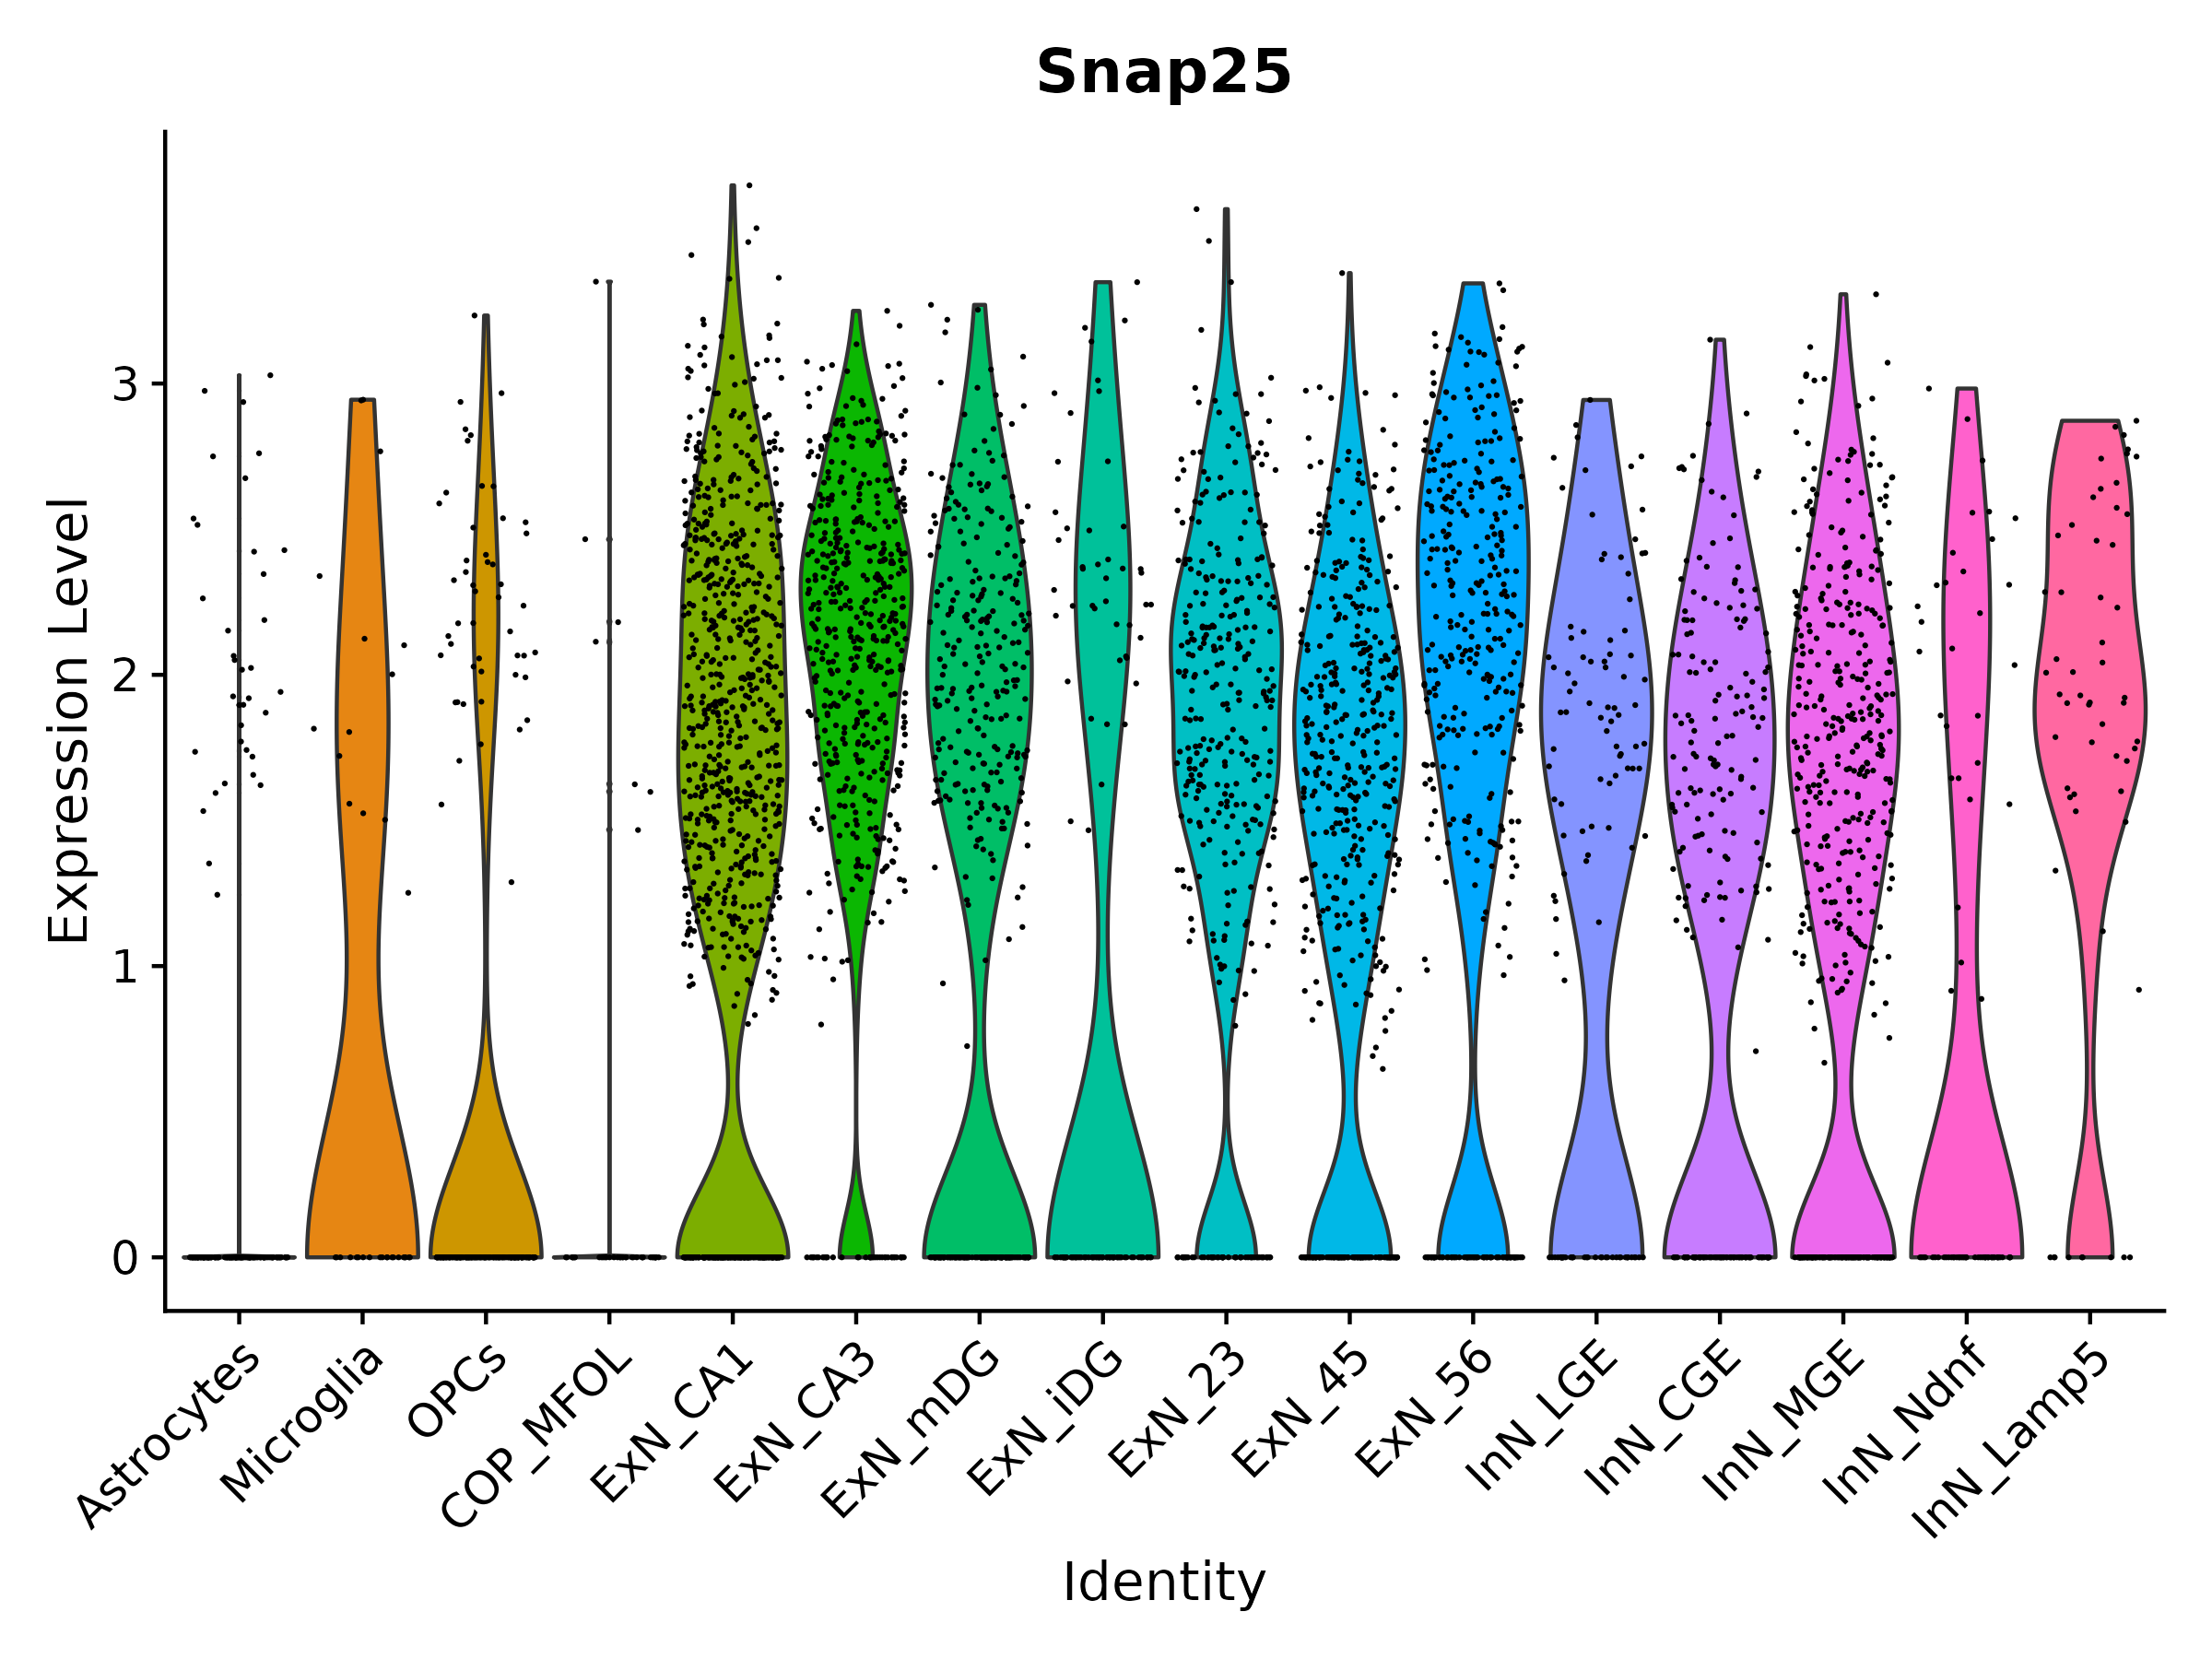 Snap25
Expression Level
3
2
1
0
Astrocytes
Microglia
OPCs
COP_MFOL
ExN_CA1
ExN_CA3
ExN_mDG
ExN_iDG
ExN_23
ExN_45
ExN_56
InN_LGE
InN_CGE
InN_MGE
InN_Ndnf
InN_Lamp5
Identity